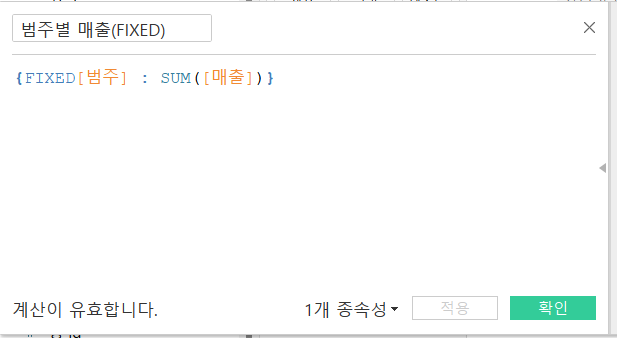 범주별 매출(FIXED)
{FIXED[범주] : SUM([매출])}
계산이 유효합니다.
1개 종속성
적용
확인